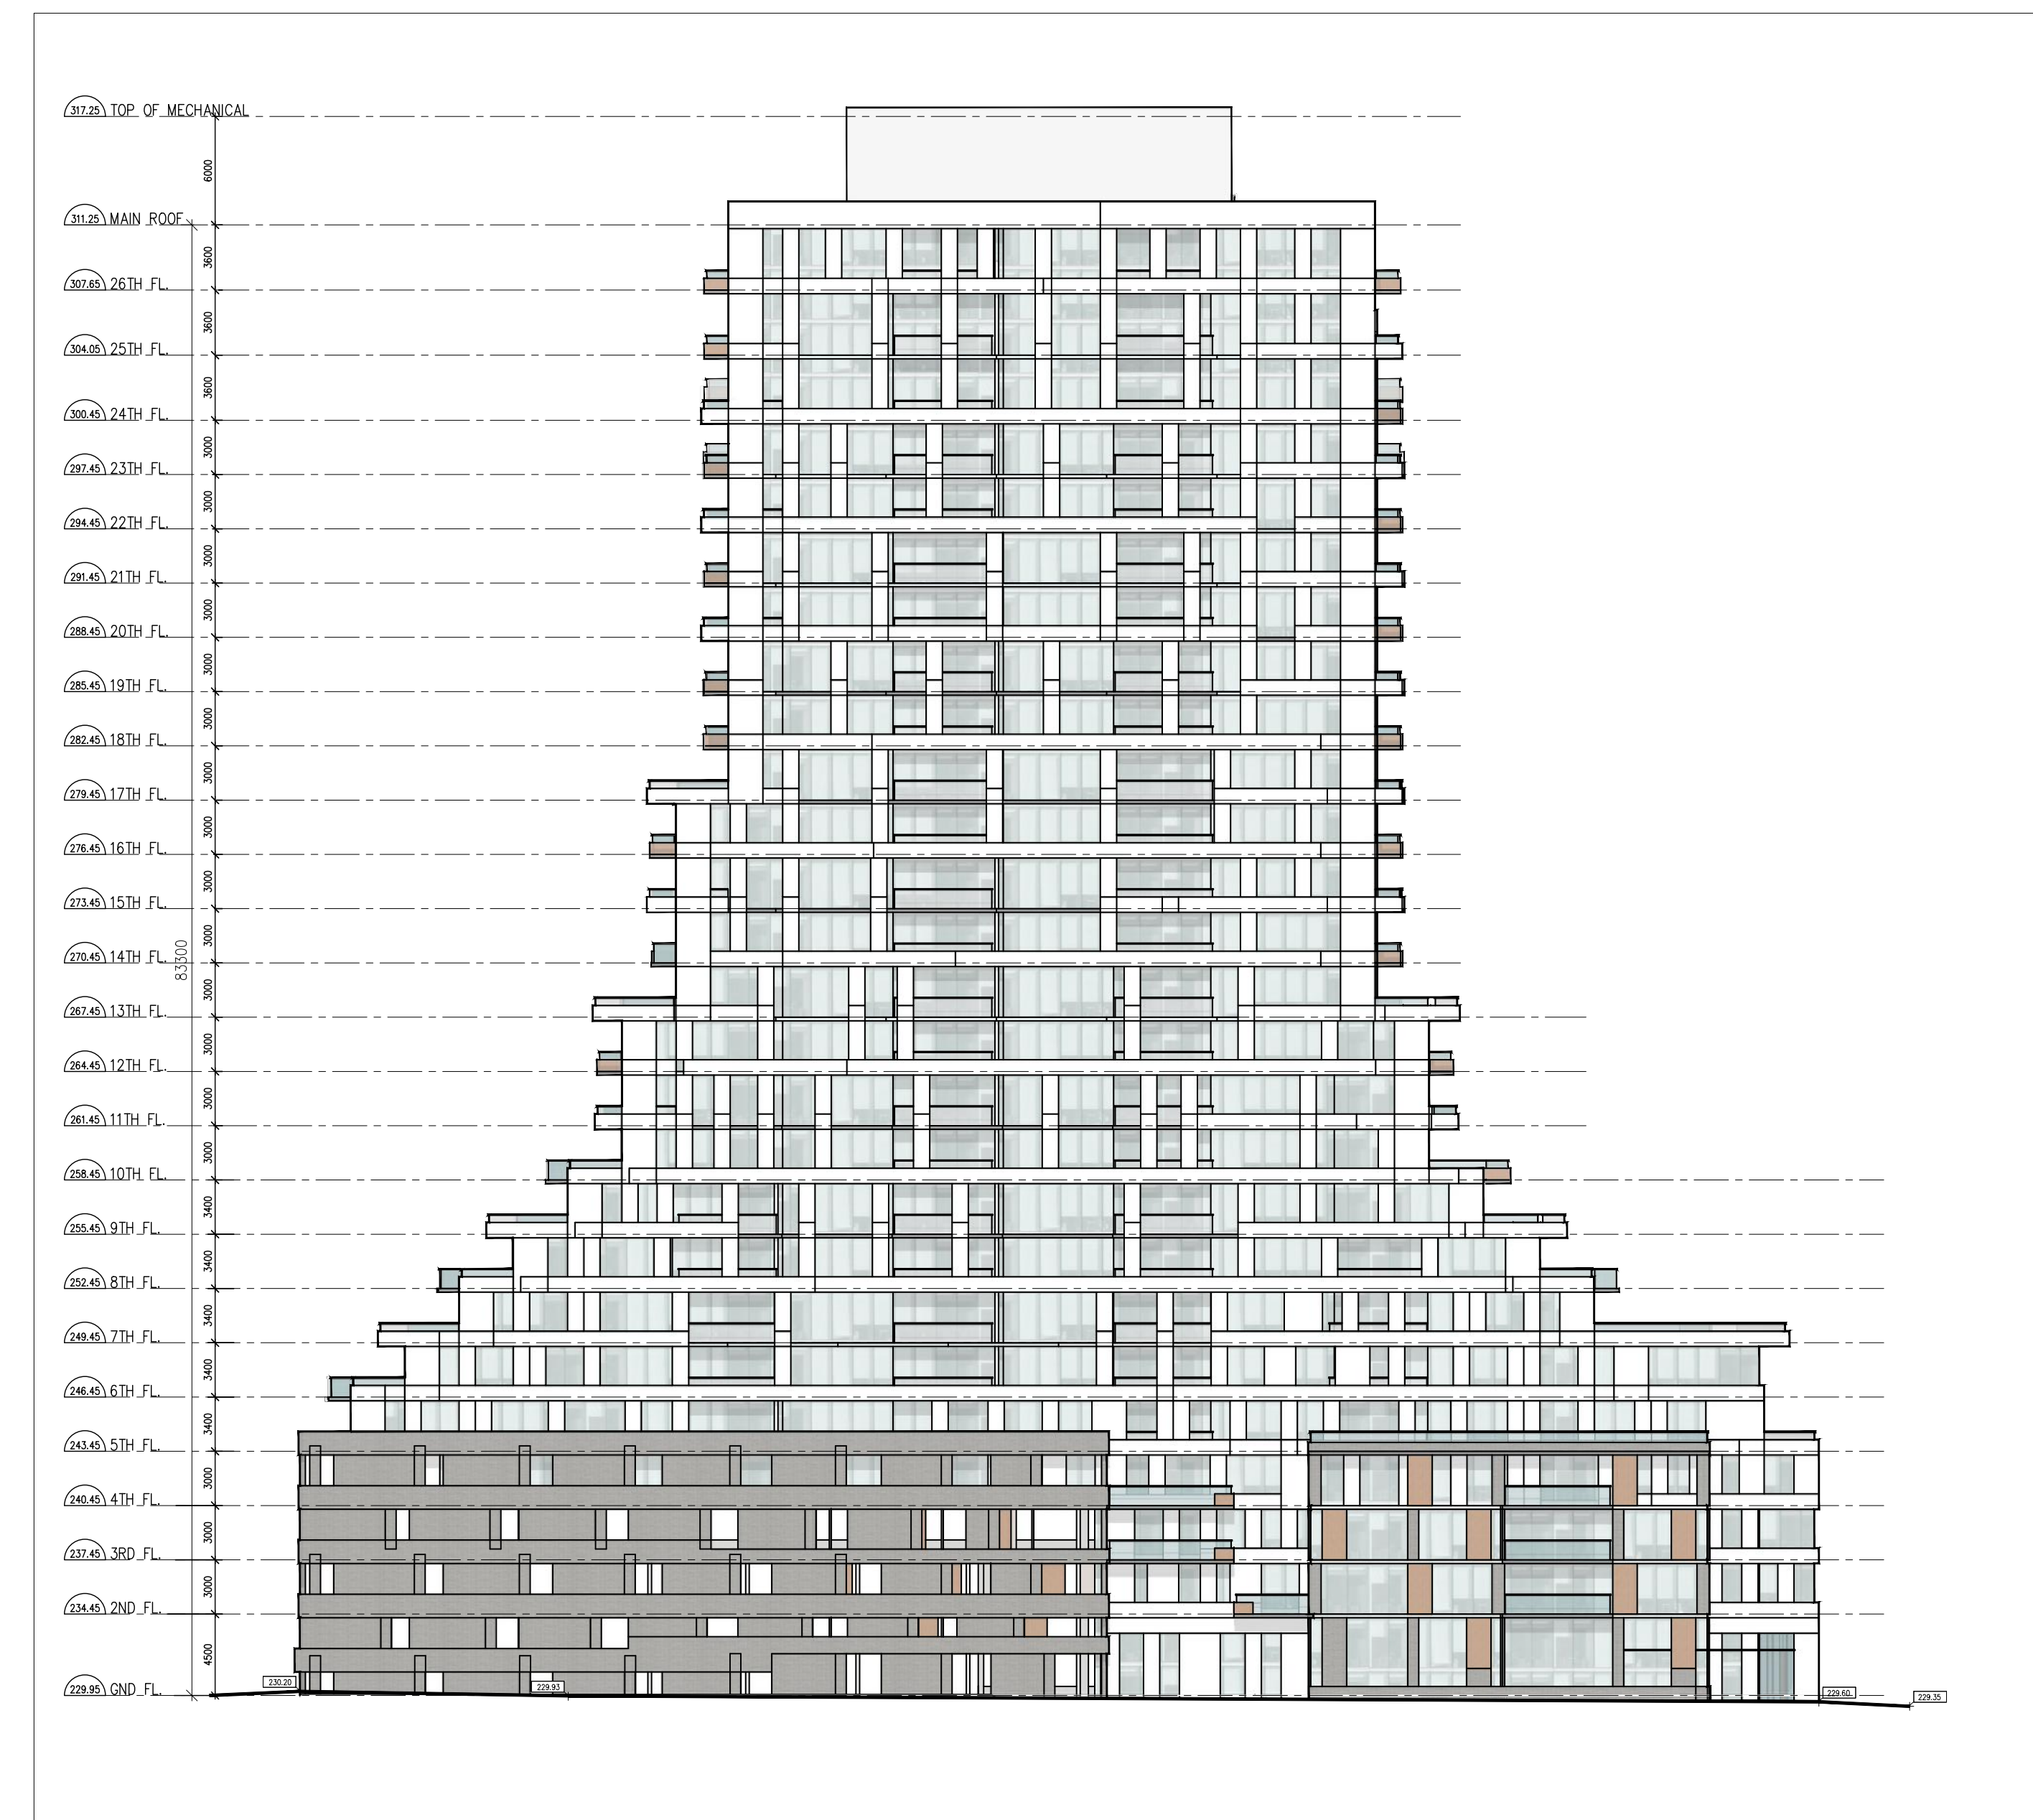 317.25 TOP OF MECHANICAL
6000
311.25 MAIN ROOF
3600
307.65 26TH FL.
3600
304.05 25TH FL.
3600
300.45 24TH FL.
3000
297.45 23TH FL.
3000
294.45 22TH FL.
3000
291.45 21TH FL.
3000
288.45 20TH FL.
3000
285.45 19TH FL.
3000
282.45 18TH FL.
3000
279.45 17TH FL.
3000
276.45 16TH FL.
3000
273.45 15TH FL.
3000
270.45 14TH FL.
83300
3000
267.45 13TH FL.
3000
264.45 12TH FL.
3000
261.45 11TH FL.
3000
258.45 10TH FL.
3400
255.45 9TH FL.
3400
252.45 8TH FL.
3400
249.45 7TH FL.
3400
246.45 6TH FL.
3400
243.45 5TH FL.
3000
240.45 4TH FL.
3000
237.45 3RD FL.
3000
234.45 2ND FL.
4500
229.95 GND FL.
230.20
229.93
229.60
229.35